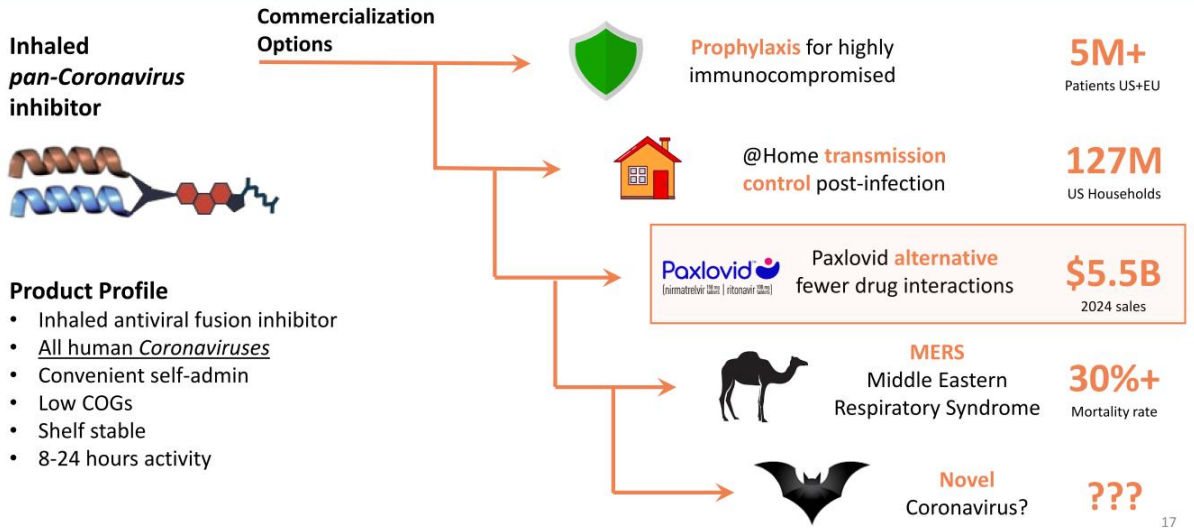 Commercialization
Options
Inhaled
pan-Coronavirus
inhibitor
Product Profile
• Inhaled antiviral fusion inhibitor
• All human Coronaviruses
• Convenient self-admin
• Low COGs
• Shelf stable
• 8-24 hours activity
Prophylaxis for highly
immunocompromised
5M+
Patients US+EU
@Home transmission
control post-infection
127M
US Households
Paxlovid
(nirmatrelvir | ritonavir
Paxlovid alternative
fewer drug interactions
$5.5B
2024 sales
MERS
Middle Eastern
Respiratory Syndrome
30%+
Mortality rate
Novel
Coronavirus?
???
17